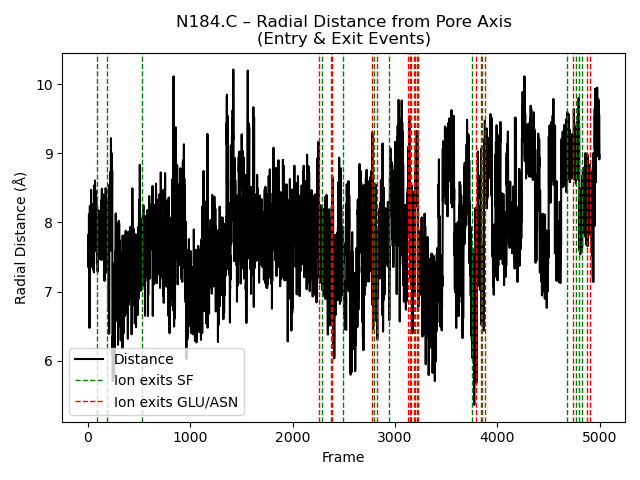 N184.C – Radial Distance from Pore Axis
(Entry & Exit Events)
Radial Distance (Å)
10
9
8
7
6
Distance
Ion exits SF
Ion exits GLU/ASN
0 1000 2000 3000 4000 5000
Frame